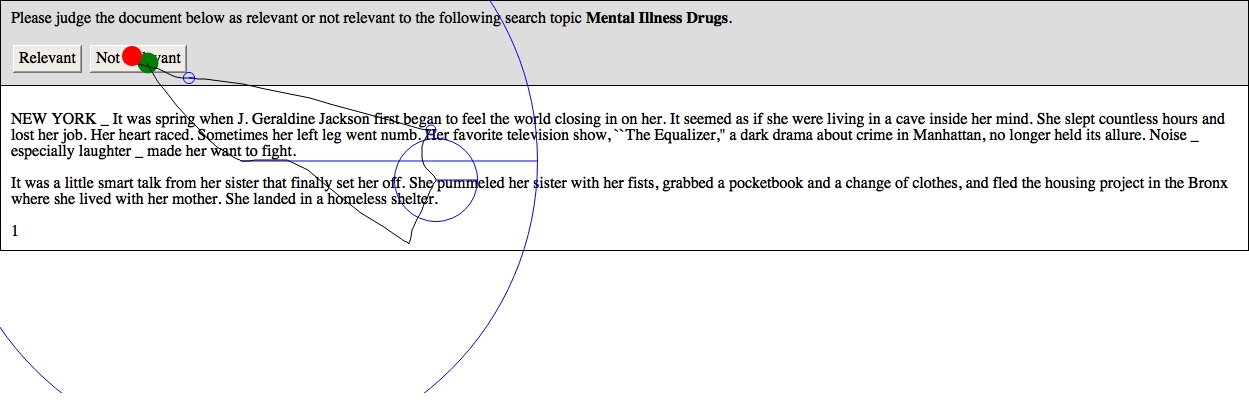 Please judge the document below as relevant or not relevant to the following search topic Mental Illness Drugs.
Relevant Not vant
NEW YORK _ It was spring when J. Geraldine Jackson first began to feel the world closing in on her. It seemed as if she were living in a cave inside her mind. She slept countless hours and
lost her job. Her heart raced. Sometimes her left leg went numb. Her favorite television show, ``The Equalizer,'' a dark drama about crime in Manhattan, no longer held its allure. Noise _
especially laughter _ made her want to fight.
It was a little smart talk from her sister that finally set her off. She pummeled her sister with her fists, grabbed a pocketbook and a change of clothes, and fled the housing project in the Bronx
where she lived with her mother. She landed in a homeless shelter.
1